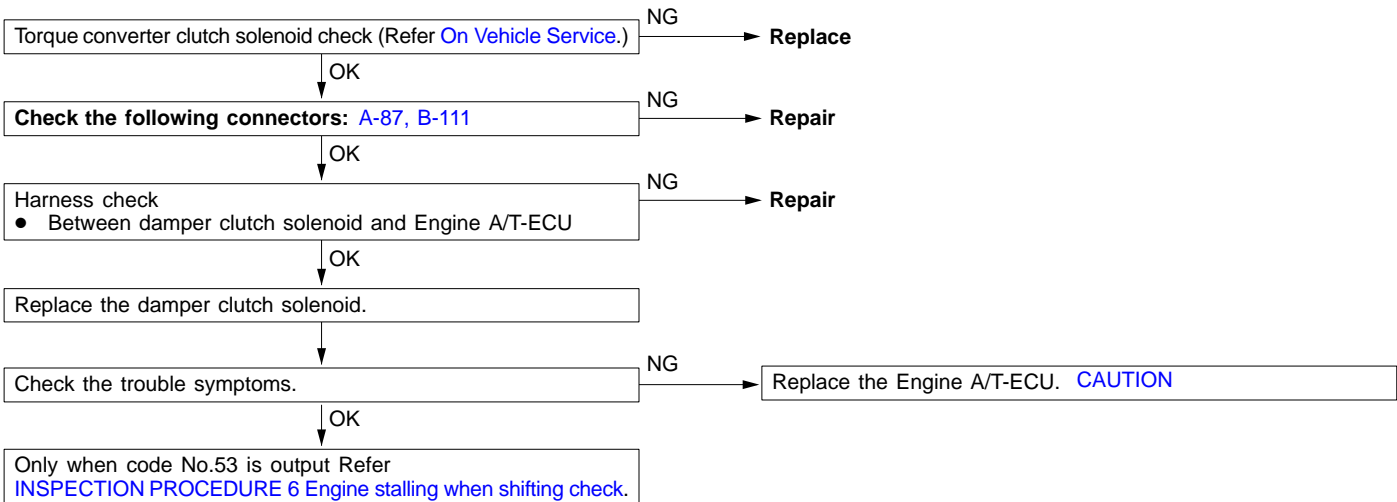 Torque converter clutch solenoid check (Refer On Vehicle Service.)
NG
Replace
OK
Check the following connectors: A-87, B-111
NG
Repair
OK
Harness check
● Between damper clutch solenoid and Engine A/T-ECU
NG
Repair
OK
Replace the damper clutch solenoid.
Check the trouble symptoms.
NG
Replace the Engine A/T-ECU. CAUTION
OK
Only when code No.53 is output Refer
INSPECTION PROCEDURE 6 Engine stalling when shifting check.